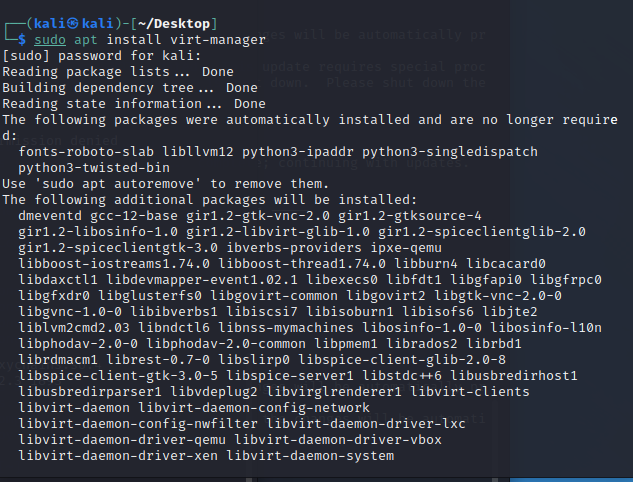 ┌──(kali㉿kali)-[~/Desktop]
└─$ sudo apt install virt-manager
[sudo] password for kali:
Reading package lists... Done
Building dependency tree... Done
Reading state information... Done
The following packages were automatically installed and are no longer require
d:
fonts-roboto-slab libllvm12 python3-ipaddr python3-singledispatch
python3-twisted-bin
Use 'sudo apt autoremove' to remove them.
The following additional packages will be installed:
dmeventd gcc-12-base gir1.2-gtk-vnc-2.0 gir1.2-gtksource-4
gir1.2-libosinfo-1.0 gir1.2-libvirt-glib-1.0 gir1.2-spiceclientglib-2.0
gir1.2-spiceclientgtk-3.0 ibverbs-providers ipxe-qemu
libboost-iostreams1.74.0 libboost-thread1.74.0 libburn4 libcacard0
libdaxctl1 libdevmapper-event1.02.1 libexecs0 libfdt1 libgfapi0 libgfrpc0
libgfxdr0 libglusterfs0 libgovirt-common libgovirt2 libgtk-vnc-2.0-0
libgvnc-1.0-0 libibverbs1 libiscsi7 libisoburn1 libisofs6 libjte2
liblvm2cmd2.03 libndctl6 libnss-mymachines libosinfo-1.0-0 libosinfo-l10n
libphodav-2.0-0 libphodav-2.0-common libpmem1 librados2 librbd1
librdmacm1 librest-0.7-0 libslirp0 libspice-client-glib-2.0-8
libspice-client-gtk-3.0-5 libspice-server1 libstdc++6 libusbredirhost1
libusbredirparser1 libvdeplug2 libvirglrenderer1 libvirt-clients
libvirt-daemon libvirt-daemon-config-network
libvirt-daemon-config-nwfilter libvirt-daemon-driver-lxc
libvirt-daemon-driver-qemu libvirt-daemon-driver-vbox
libvirt-daemon-driver-xen libvirt-daemon-system